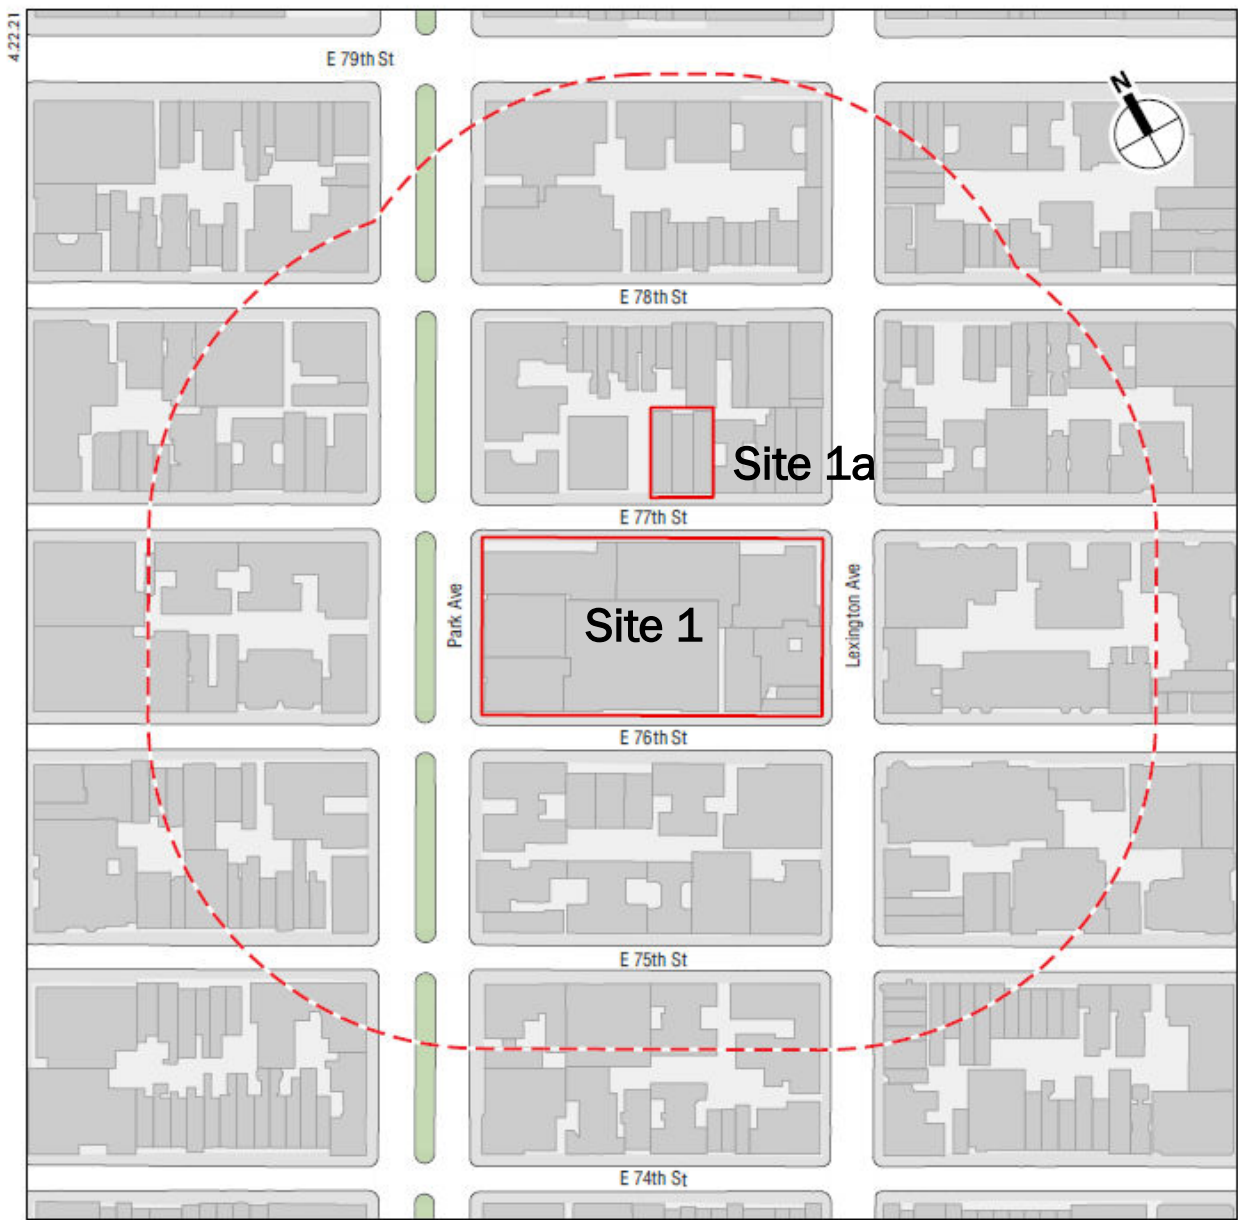 4.22.21
E 79th St
N
E 78th St
Site 1a
E 77th St
Park Ave
Site 1
Lexington Ave
E 76th St
E 75th St
E 74th St